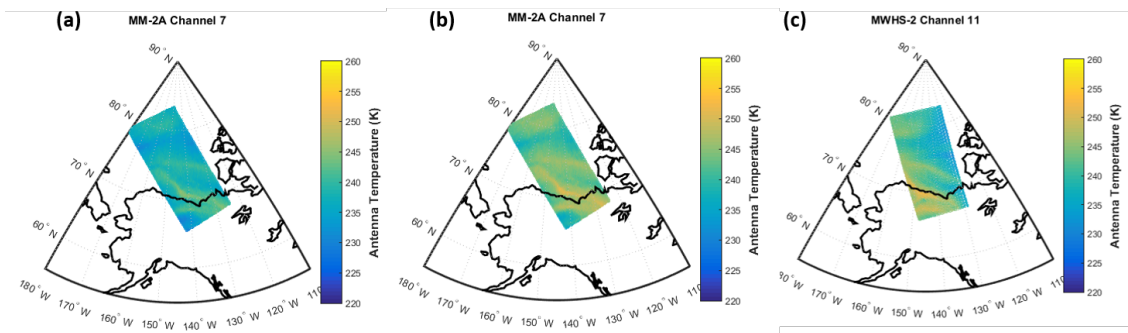 (a)
MM-2A Channel 7
90° N
80° N
70° N
60° N
180° W
170° W
160° W
150° W
140° W
130° W
120° W
110
260
255
250
245
240
235
230
225
220
Antenna Temperature (K)
(b)
MM-2A Channel 7
90° N
80° N
70° N
60° N
180° W
170° W
160° W
150° W
140° W
130° W
120° W
110
260
255
250
245
240
235
230
225
220
Antenna Temperature (K)
(c)
MWHS-2 Channel 11
90° N
80° N
70° N
60° N
180° W
170° W
160° W
150° W
140° W
130° W
120° W
110
260
255
250
245
240
235
230
225
220
Antenna Temperature (K)